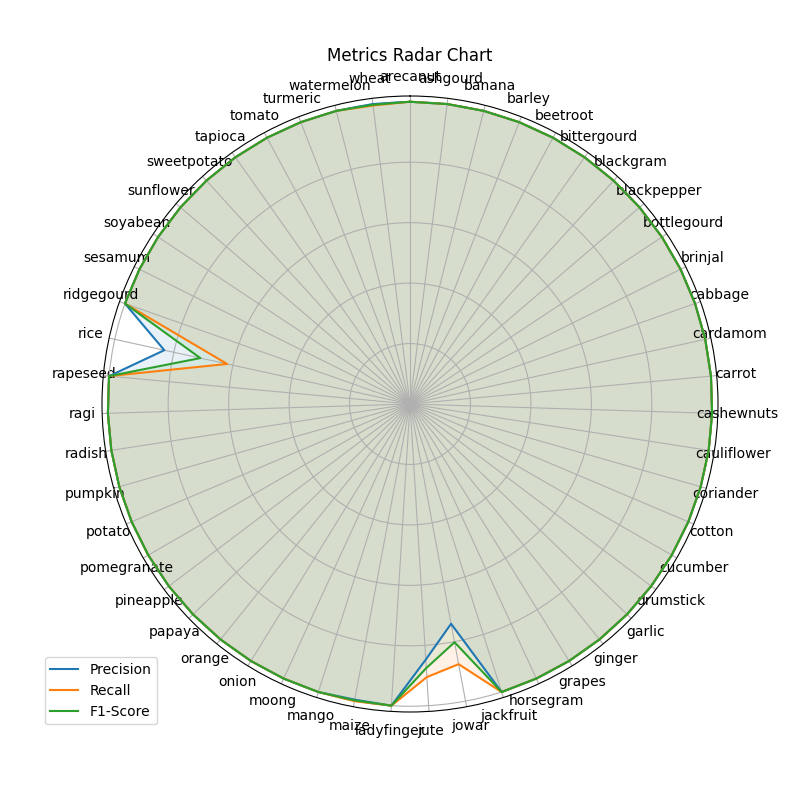 Metrics Radar Chart
arecanut
ashgourd
banana
barley
beetroot
bittergourd
blackgram
blackpepper
bottlegourd
brinjal
cabbage
cardamom
carrot
cashewnuts
cauliflower
coriander
cotton
cucumber
drumstick
garlic
ginger
grapes
horsegram
jackfruit
jowar
jute
ladyfinger
maize
mango
moong
onion
orange
papaya
pineapple
pomegranate
potato
pumpkin
radish
ragi
rapeseed
rice
ridgegourd
sesamum
soyabean
sunflower
sweetpotato
tapioca
tomato
turmeric
watermelon
wheat
Precision
Recall
F1-Score